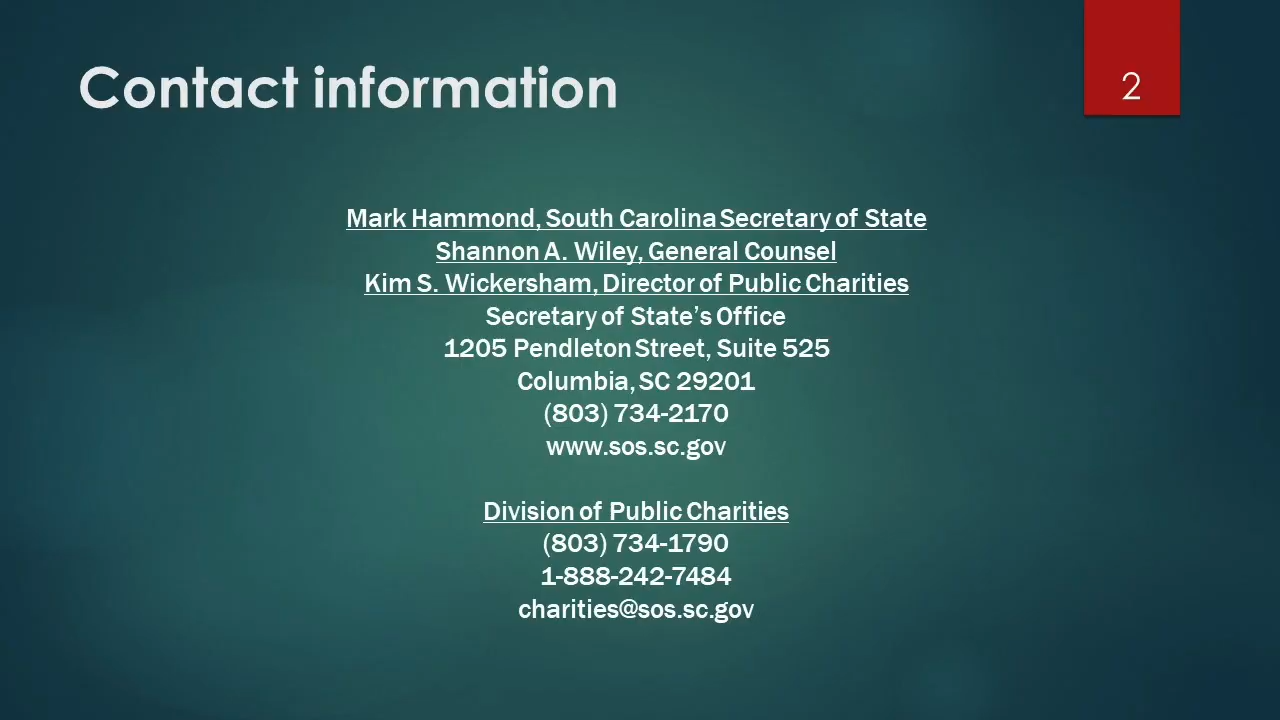 Contact information
2
Mark Hammond, South Carolina Secretary of State
Shannon A. Wiley, General Counsel
Kim S. Wickersham, Director of Public Charities
Secretary of State’s Office
1205 Pendleton Street, Suite 525
Columbia, SC 29201
(803) 734-2170
www.sos.sc.gov
Division of Public Charities
(803) 734-1790
1-888-242-7484
charities@sos.sc.gov